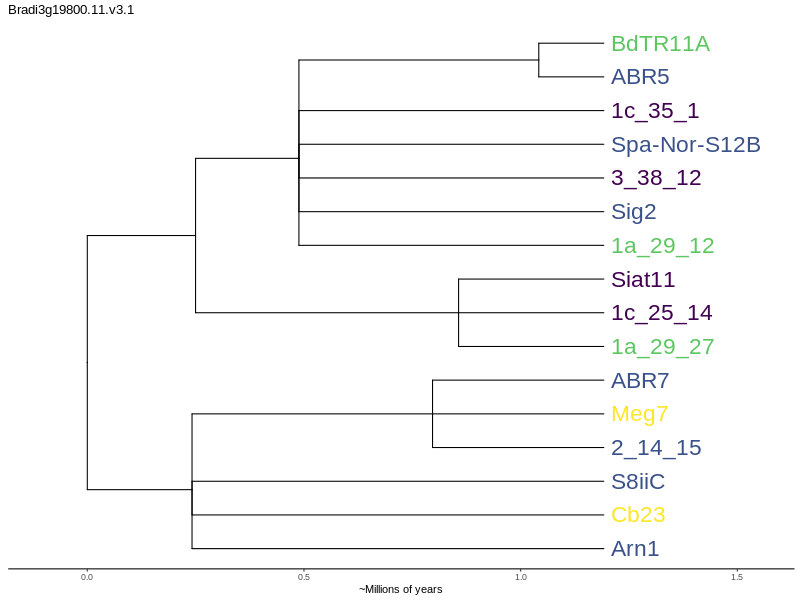 Bradi3g19800.11.v3.1
BdTR11A
ABR5
1c_35_1
Spa-Nor-S12B
3_38_12
Sig2
1a_29_12
Siat11
1c_25_14
1a_29_27
ABR7
Meg7
2_14_15
S8iiC
Cb23
Arn1
0.0 0.5 1.0 1.5
~Millions of years